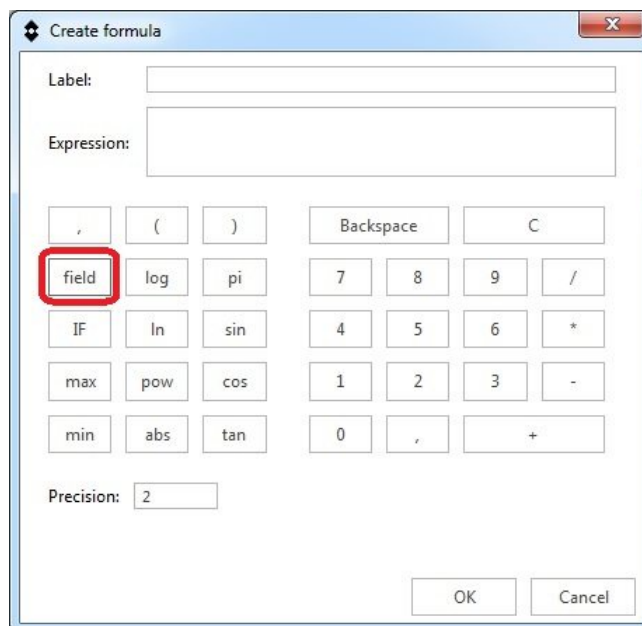 Create formula
Label:
Expression:
, ( ) Backspace C
field log pi 7 8 9 /
IF ln sin 4 5 6 *
max pow cos 1 2 3 -
min abs tan 0 , +
Precision: 2
OK Cancel